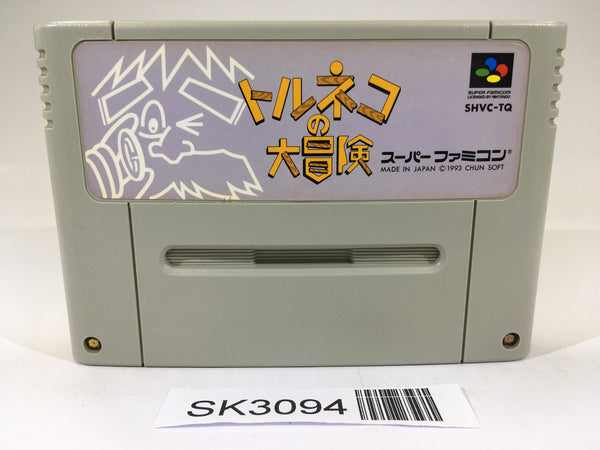 トルネコ
の
大冒険
SUPER FAMICOM
LICENSED BY NINTENDO
SHVC-TQ
スーパーファミコン®
MADE IN JAPAN ©1993 CHUN SOFT
SK3094